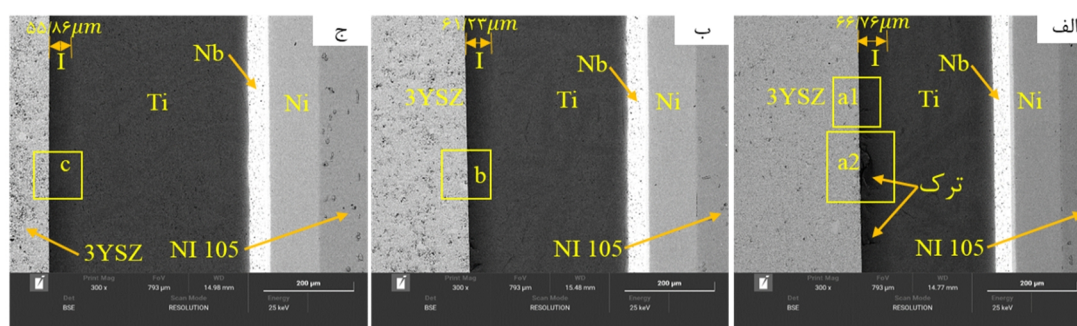 الف
۶۶/۷۶µm
I
3YSZ
a1
a2
Ti
Nb
Ni
ترک
NI 105
Print Mag FoV WD
300 x 793 µm 14.77 mm
200 µm
Det Scan Mode Energy
BSE RESOLUTION 25 keV
ب
۶۱/۲۳µm
I
3YSZ
Ti
Nb
Ni
b
NI 105
Print Mag FoV WD
300 x 793 µm 15.48 mm
200 µm
Det Scan Mode Energy
BSE RESOLUTION 25 keV
ج
۵۵/۸۶µm
I
Ti
Nb
Ni
c
3YSZ
NI 105
Print Mag FoV WD
300 x 793 µm 14.98 mm
200 µm
Det Scan Mode Energy
BSE RESOLUTION 25 keV